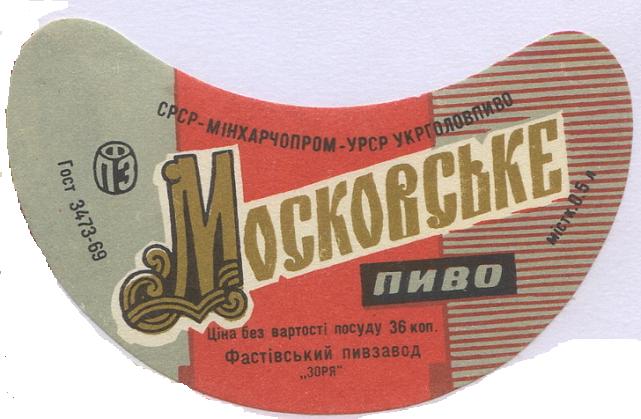 СРСР-МІНХАРЧОПРОМ-УРСР УКРГОЛОВПИВО
ПЗ
Гост 3473-69
МОСКОВСЬКЕ
МІСТК. 0,5 л
ПИВО
Ціна без вартості посуду 36 коп.
Фастівський пивзавод
„ЗОРЯ"